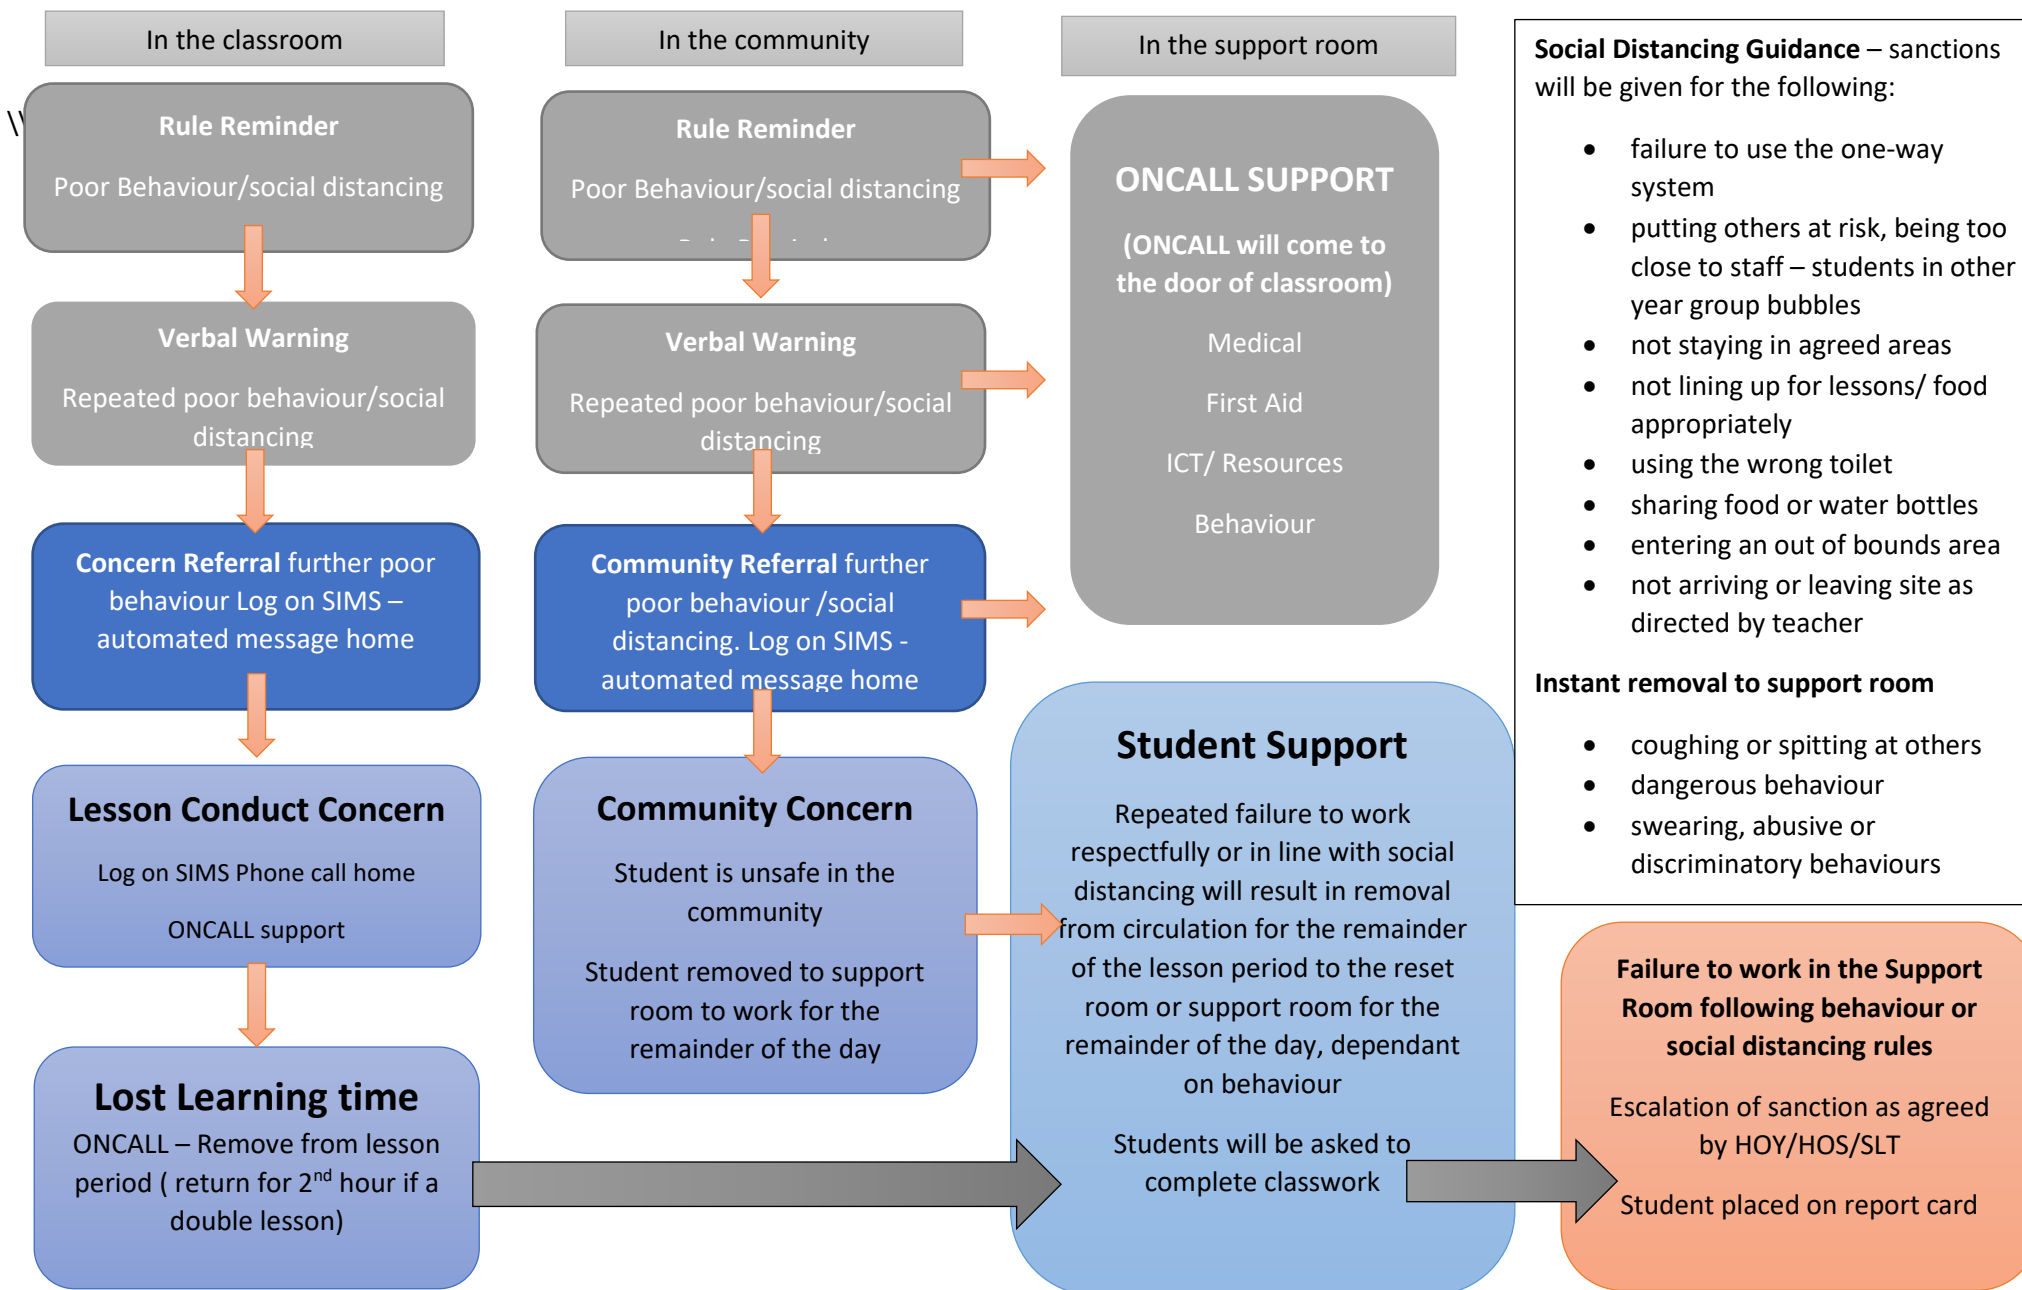 In the classroom
\\
Rule Reminder
Poor Behaviour/social distancing
Verbal Warning
Repeated poor behaviour/social
distancing
Concern Referral further poor
behaviour Log on SIMS –
automated message home
Lesson Conduct Concern
Log on SIMS Phone call home
ONCALL support
Lost Learning time
ONCALL – Remove from lesson
period ( return for 2nd hour if a
double lesson)
In the community
Rule Reminder
Poor Behaviour/social distancing
Verbal Warning
Repeated poor behaviour/social
distancing
Community Referral further
poor behaviour /social
distancing. Log on SIMS -
automated message home
Community Concern
Student is unsafe in the
community
Student removed to support
room to work for the
remainder of the day
In the support room
ONCALL SUPPORT
(ONCALL will come to
the door of classroom)
Medical
First Aid
ICT/ Resources
Behaviour
Student Support
Repeated failure to work
respectfully or in line with social
distancing will result in removal
from circulation for the remainder
of the lesson period to the reset
room or support room for the
remainder of the day, dependant
on behaviour
Students will be asked to
complete classwork
Social Distancing Guidance – sanctions
will be given for the following:
• failure to use the one-way
system
• putting others at risk, being too
close to staff – students in other
year group bubbles
• not staying in agreed areas
• not lining up for lessons/ food
appropriately
• using the wrong toilet
• sharing food or water bottles
• entering an out of bounds area
• not arriving or leaving site as
directed by teacher
Instant removal to support room
• coughing or spitting at others
• dangerous behaviour
• swearing, abusive or
discriminatory behaviours
Failure to work in the Support
Room following behaviour or
social distancing rules
Escalation of sanction as agreed
by HOY/HOS/SLT
Student placed on report card